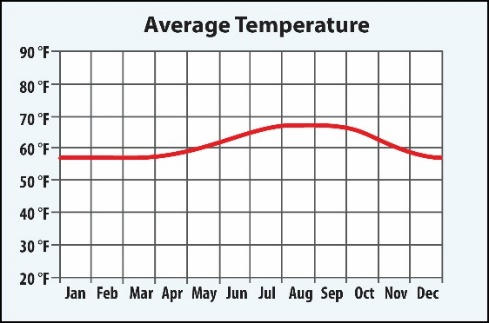 Average Temperature
90 °F
80 °F
70 °F
60 °F
50 °F
40 °F
30 °F
20 °F
Jan Feb Mar Apr May Jun Jul Aug Sep Oct Nov Dec